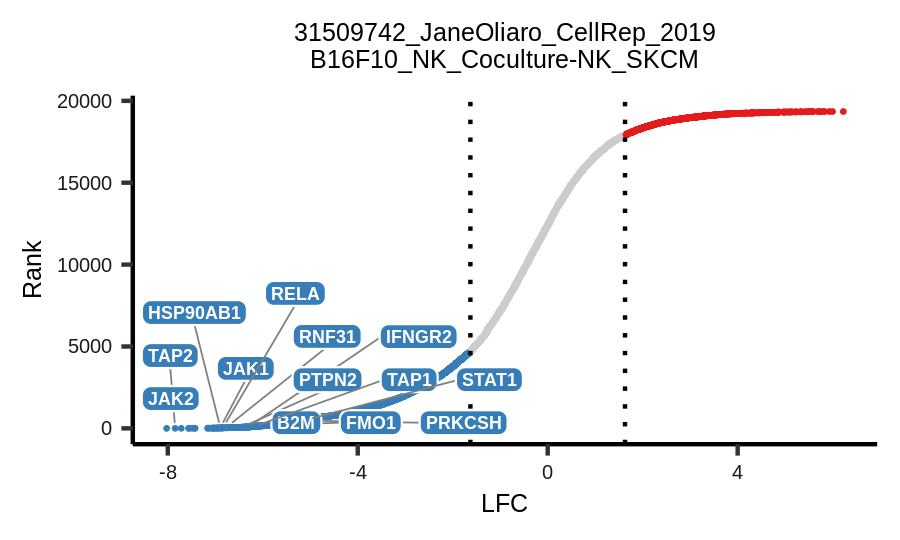 31509742_JaneOliaro_CellRep_2019
B16F10_NK_Coculture-NK_SKCM
20000
15000
10000
5000
0
Rank
RELA
HSP90AB1
RNF31
IFNGR2
TAP2
JAK1
PTPN2
TAP1
STAT1
JAK2
B2M
FMO1
PRKCSH
-8
-4
0
4
LFC